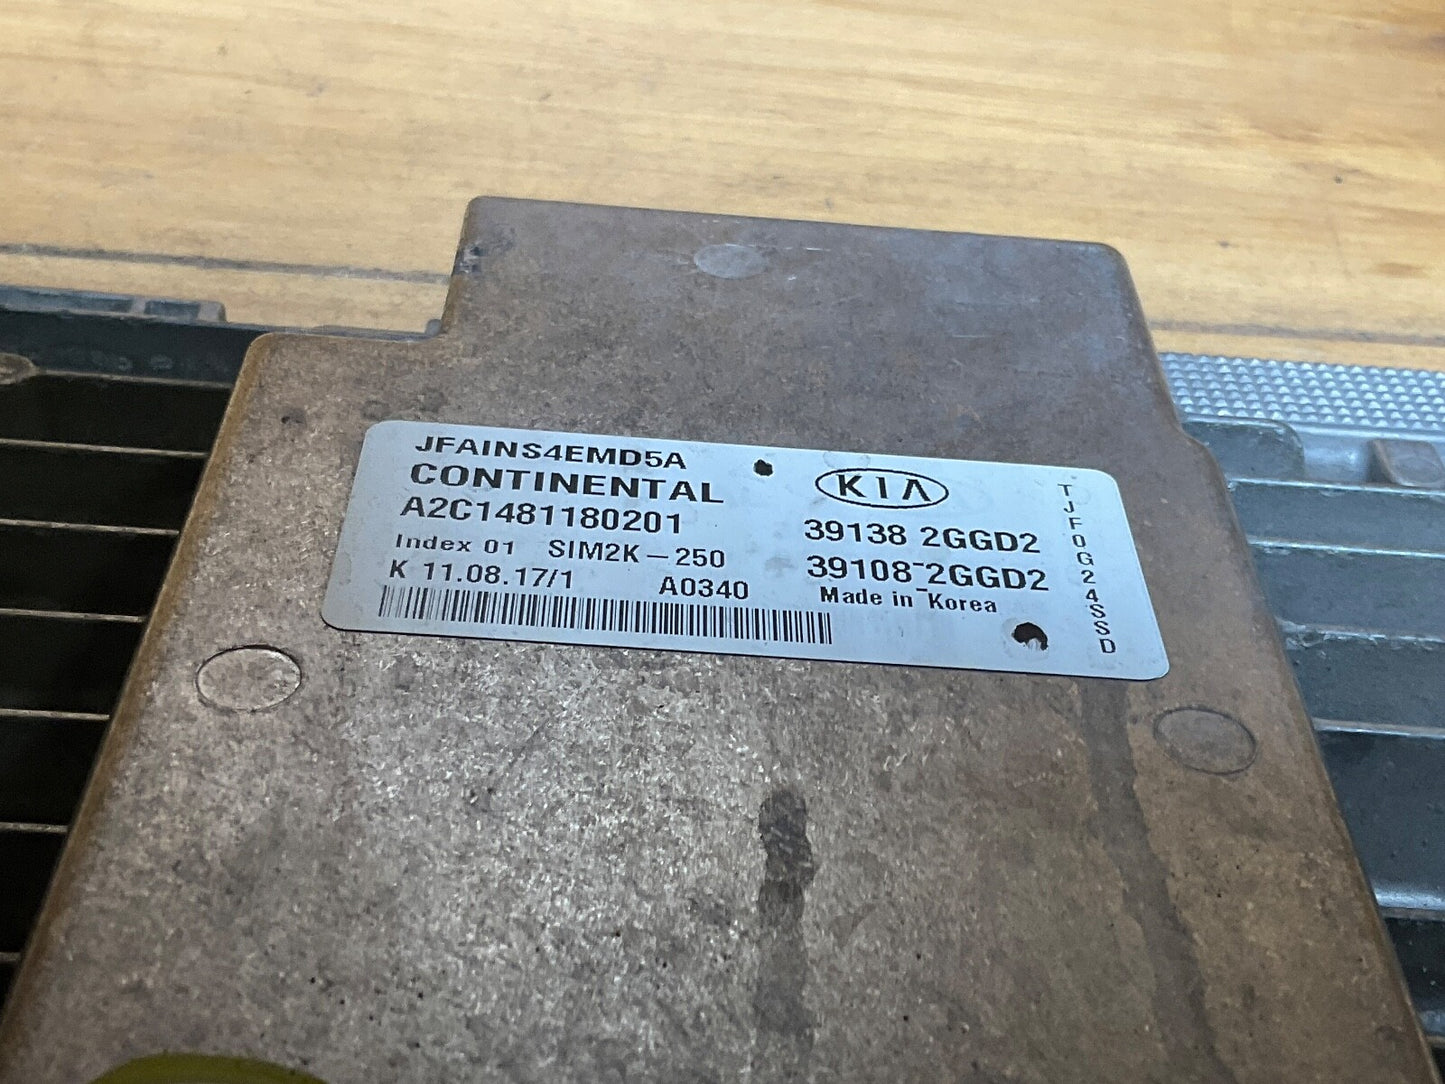 JFAINS4EMD5A
CONTINENTAL
A2C1481180201
Index 01 SIM2K-250
K 11.08.17/1 A0340
KIA
39138 2GGD2
39108-2GGD2
Made in Korea
TJF0G24SSD